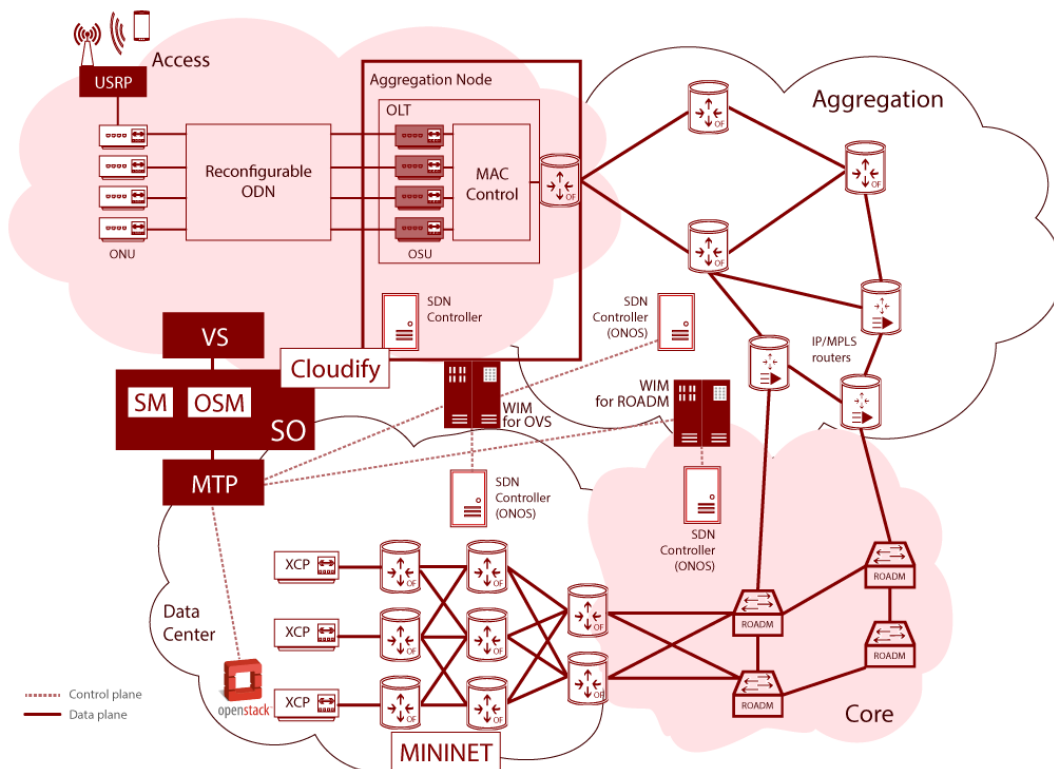 Access
USRP
ONU
Reconfigurable
ODN
Aggregation Node
OLT
OSU
MAC
Control
OF
SDN
Controller
Aggregation
OF
OF
OF
SDN
Controller
(ONOS)
IP/MPLS
routers
VS
Cloudify
SM
OSM
SO
MTP
WIM
for OVS
WIM
for ROADM
SDN
Controller
(ONOS)
SDN
Controller
(ONOS)
Data
Center
XCP
XCP
XCP
OF
OF
OF
OF
OF
OF
OF
OF
MININET
openstack
ROADM
ROADM
ROADM
ROADM
Core
Control plane
Data plane